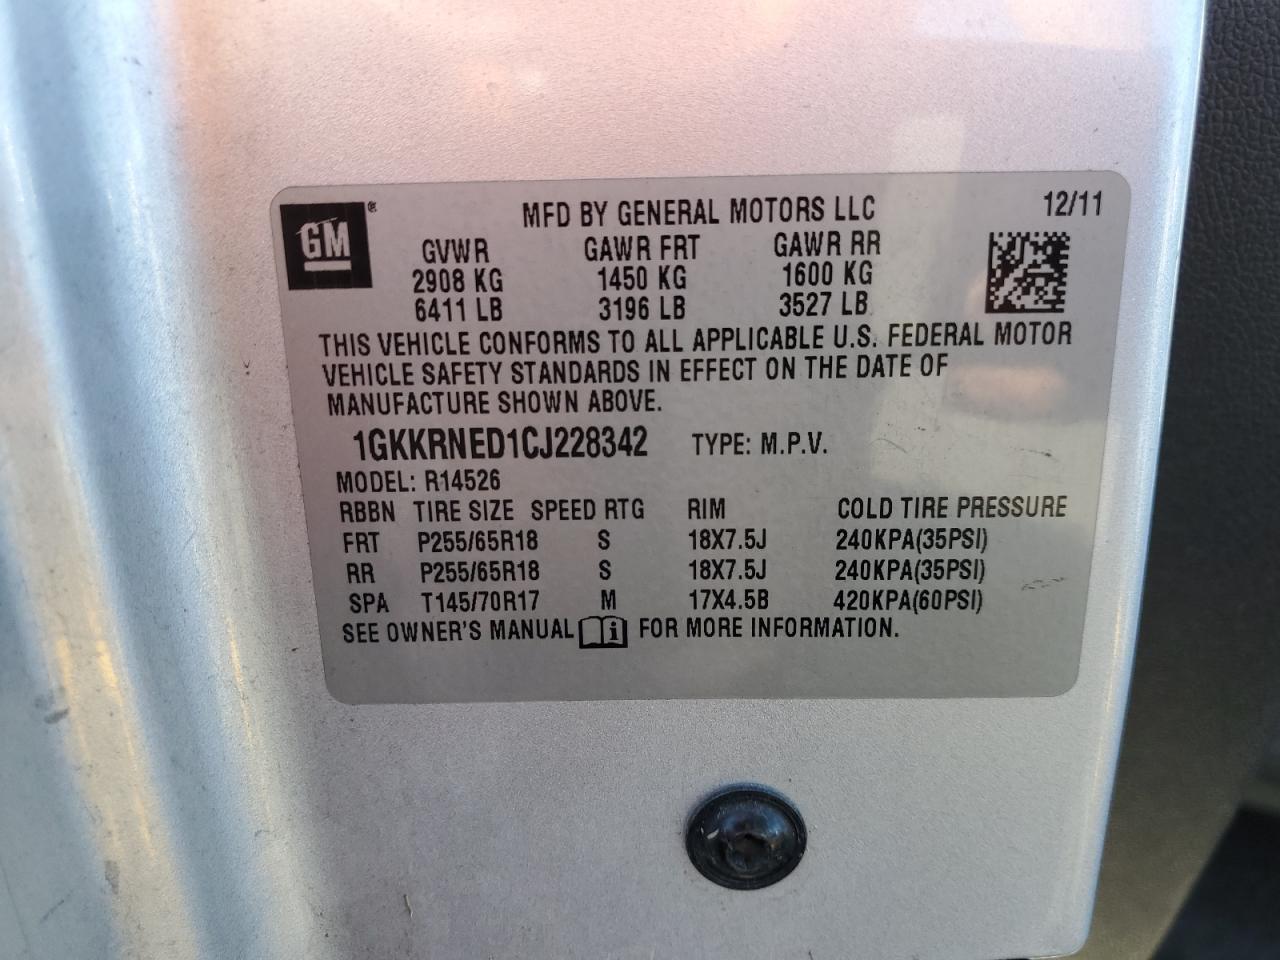 GM ® MFD BY GENERAL MOTORS LLC 12/11
GVWR GAWR FRT GAWR RR
2908 KG 1450 KG 1600 KG
6411 LB 3196 LB 3527 LB
THIS VEHICLE CONFORMS TO ALL APPLICABLE U.S. FEDERAL MOTOR
VEHICLE SAFETY STANDARDS IN EFFECT ON THE DATE OF
MANUFACTURE SHOWN ABOVE.
1GKKRNED1CJ228342 TYPE: M.P.V.
MODEL: R14526
RBBN TIRE SIZE SPEED RTG RIM COLD TIRE PRESSURE
FRT P255/65R18 S 18X7.5J 240KPA(35PSI)
RR P255/65R18 S 18X7.5J 240KPA(35PSI)
SPA T145/70R17 M 17X4.5B 420KPA(60PSI)
SEE OWNER'S MANUAL i FOR MORE INFORMATION.